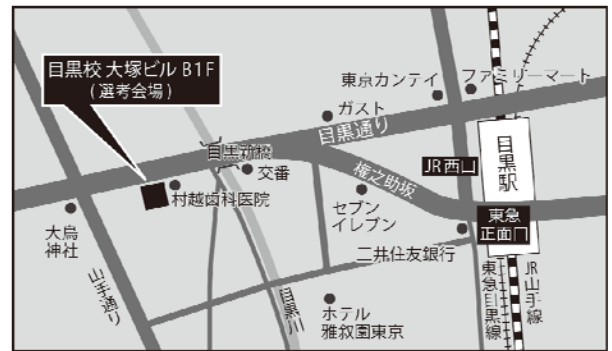 目黒校 大塚ビル B1F
(選考会場)
東京カンテイ
ファミリーマート
ガスト
目黒通り
目黒新橋
交番
村越歯科医院
大鳥
神社
山手通り
目黒川
権之助坂
セブン
イレブン
JR西口
目黒駅
東急
正面口
三井住友銀行
ホテル
雅叙園東京
東急目黒線
JR山手線